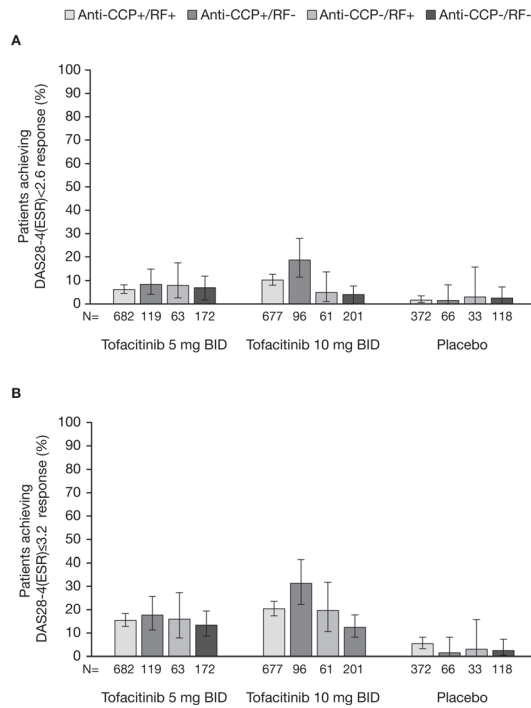 Anti-CCP+/RF+ Anti-CCP+/RF- Anti-CCP-/RF+ Anti-CCP-/RF-
A
Patients achieving
DAS28-4(ESR)<2.6 response (%)
100
90
80
70
60
50
40
30
20
10
0
N= 682 119 63 172 677 96 61 201 372 66 33 118
Tofacitinib 5 mg BID Tofacitinib 10 mg BID Placebo
B
Patients achieving
DAS28-4(ESR)≤3.2 response (%)
100
90
80
70
60
50
40
30
20
10
0
N= 682 119 63 172 677 96 61 201 372 66 33 118
Tofacitinib 5 mg BID Tofacitinib 10 mg BID Placebo